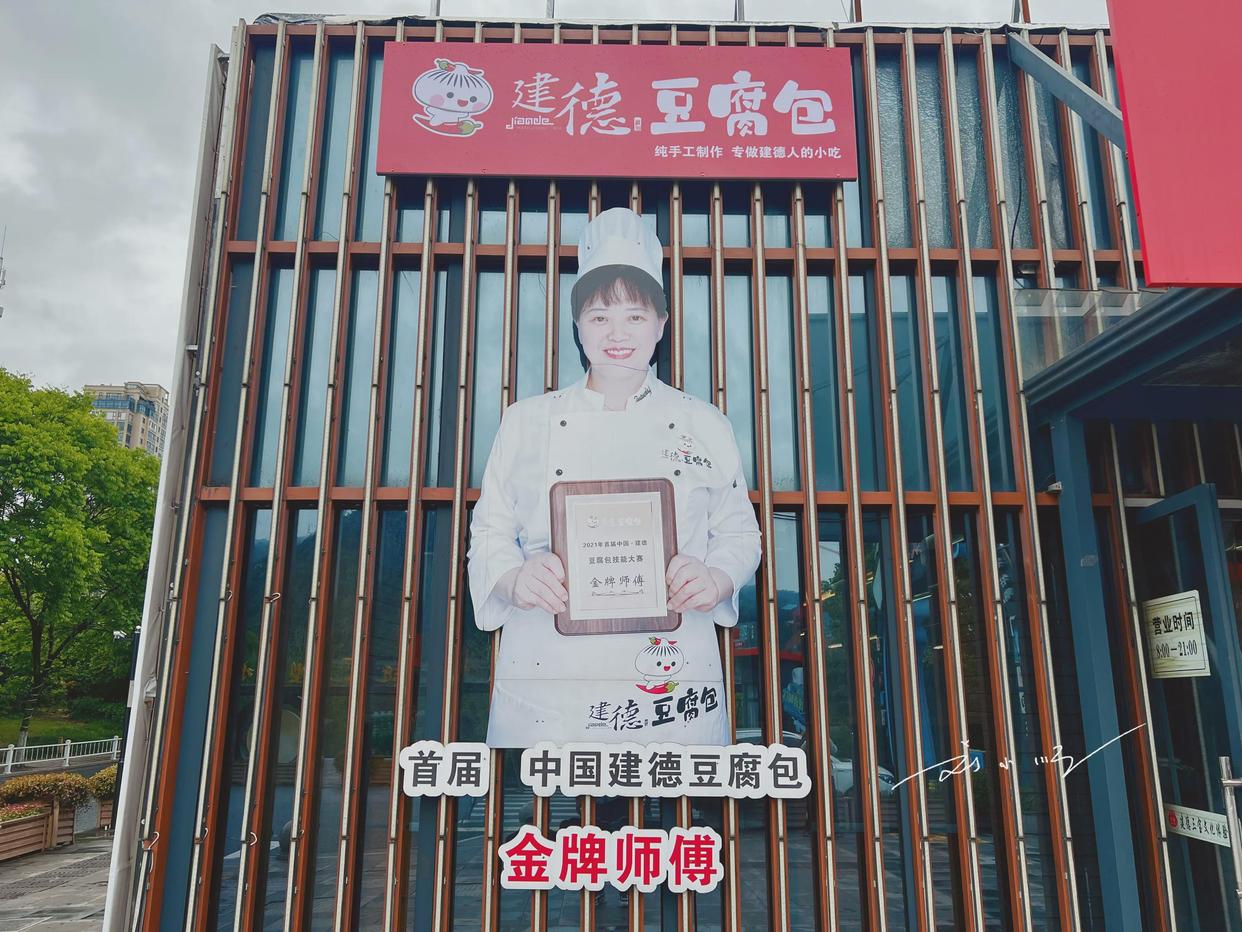 建德 豆腐包
jiande
纯手工制作 专做建德人的小吃
建德豆腐包
2021年首届中国·建德
豆腐包技能大赛
金牌师傅
建德豆腐包
首届 中国建德豆腐包
金牌师傅
营业时间
8:00—21:00